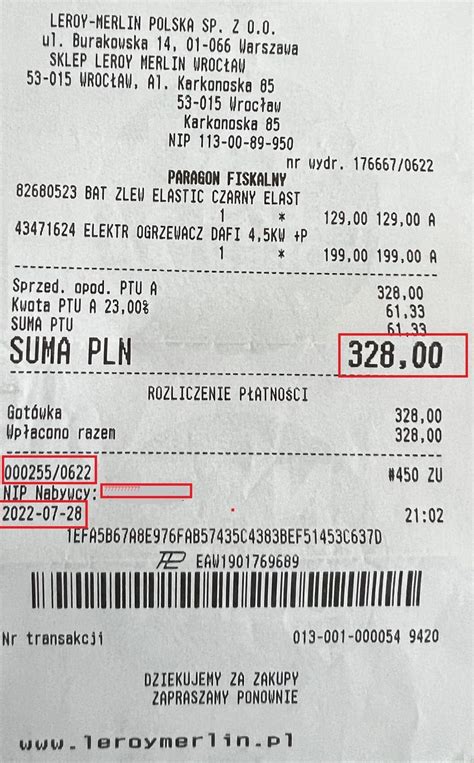 LEROY-MERLIN POLSKA SP. Z O.O.
ul. Burakowska 14, 01-066 Warszawa
SKLEP LEROY MERLIN WROCŁAW
53-015 WROCŁAW, Al. Karkonoska 85
53-015 Wrocław
Karkonoska 85
NIP 113-00-89-950
nr wydr. 176667/0622
PARAGON FISKALNY
82680523 BAT ZLEW ELASTIC CZARNY ELAST
1 * 129,00 129,00 A
43471624 ELEKTR OGRZEWACZ DAFI 4,5KW +P
1 * 199,00 199,00 A
Sprzed. opod. PTU A 328,00
Kwota PTU A 23,00% 61,33
SUMA PTU 61,33
SUMA PLN 328,00
ROZLICZENIE PŁATNOŚCI
Gotówka 328,00
Wpłacono razem 328,00
000255/0622 #450 ZU
NIP Nabywcy:
2022-07-28 21:02
1EFA5B67A8E976FAB57435C4383BEF51453C637D
EAW1901769689
Nr transakcji 013-001-000054 9420
DZIĘKUJEMY ZA ZAKUPY
ZAPRASZAMY PONOWNIE
www.leroymerlin.pl